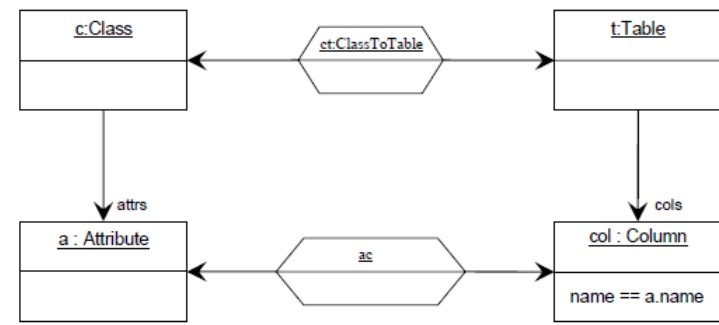 c:Class
ct:ClassToTable
t:Table
attrs
cols
a : Attribute
ac
col : Column
name == a.name